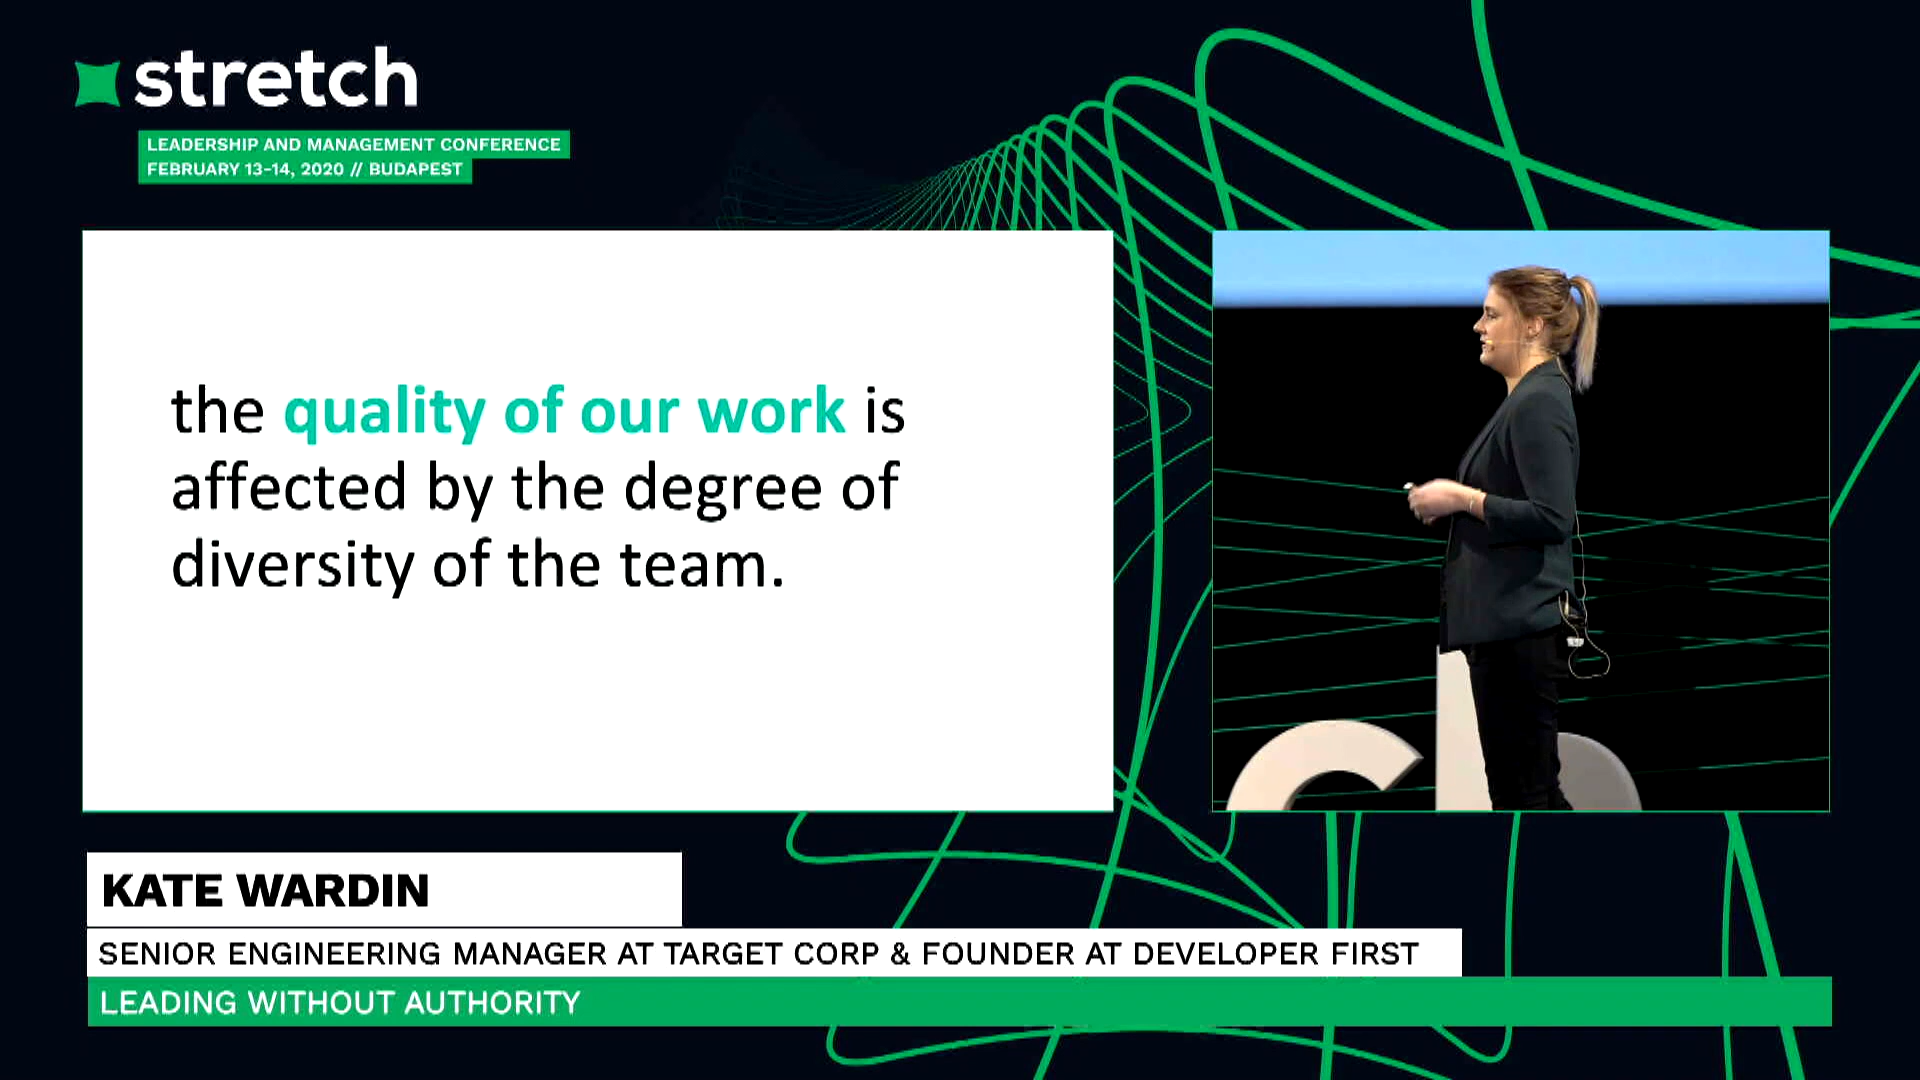 stretch
LEADERSHIP AND MANAGEMENT CONFERENCE
FEBRUARY 13-14, 2020 // BUDAPEST
the quality of our work is
affected by the degree of
diversity of the team.
KATE WARDIN
SENIOR ENGINEERING MANAGER AT TARGET CORP & FOUNDER AT DEVELOPER FIRST
LEADING WITHOUT AUTHORITY
ch